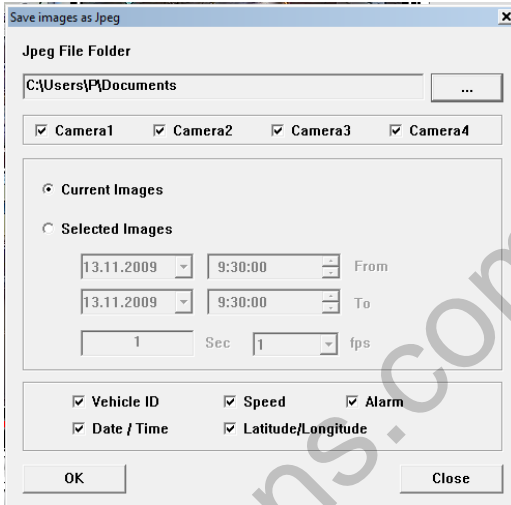 Save images as Jpeg
Jpeg File Folder
C:\Users\P\Documents
...
Camera1 Camera2 Camera3 Camera4
Current Images
Selected Images
13.11.2009 9:30:00 From
13.11.2009 9:30:00 To
1 Sec 1 fps
Vehicle ID Speed Alarm
Date / Time Latitude/Longitude
OK Close
ns.com